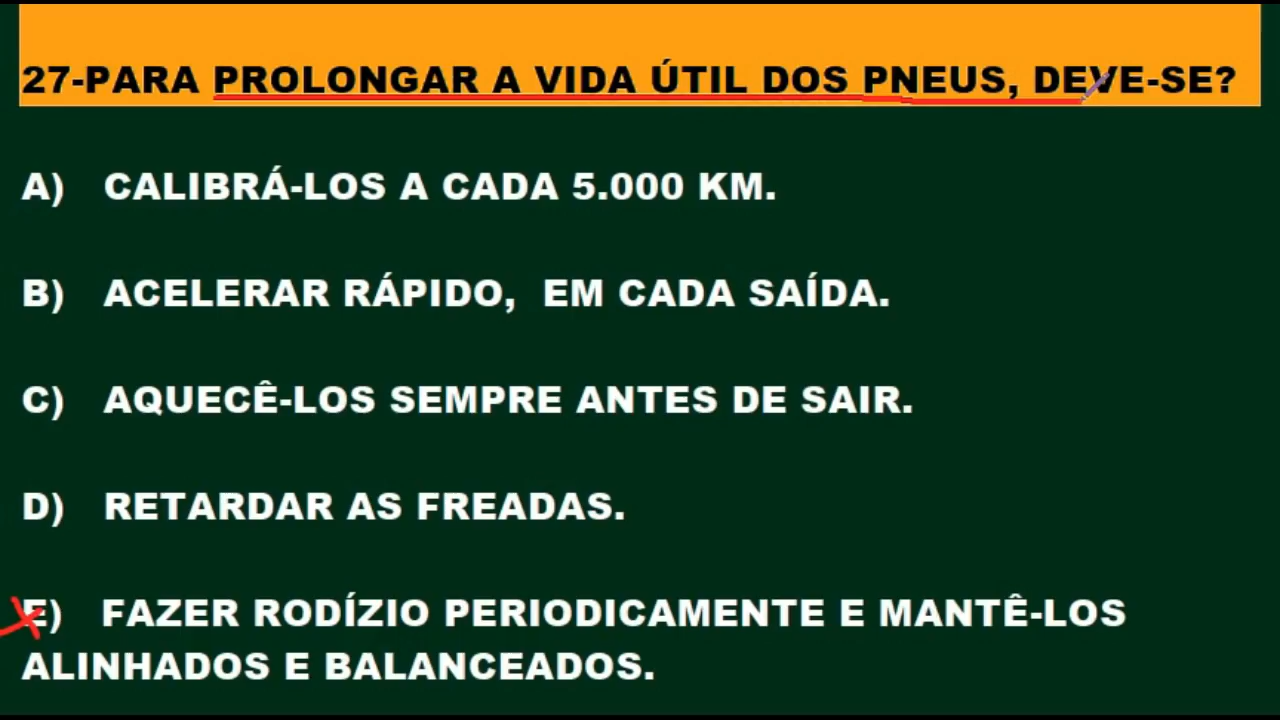 27-PARA PROLONGAR A VIDA ÚTIL DOS PNEUS, DEVE-SE?
A) CALIBRÁ-LOS A CADA 5.000 KM.
B) ACELERAR RÁPIDO, EM CADA SAÍDA.
C) AQUECÊ-LOS SEMPRE ANTES DE SAIR.
D) RETARDAR AS FREADAS.
E) FAZER RODÍZIO PERIODICAMENTE E MANTÊ-LOS
ALINHADOS E BALANCEADOS.